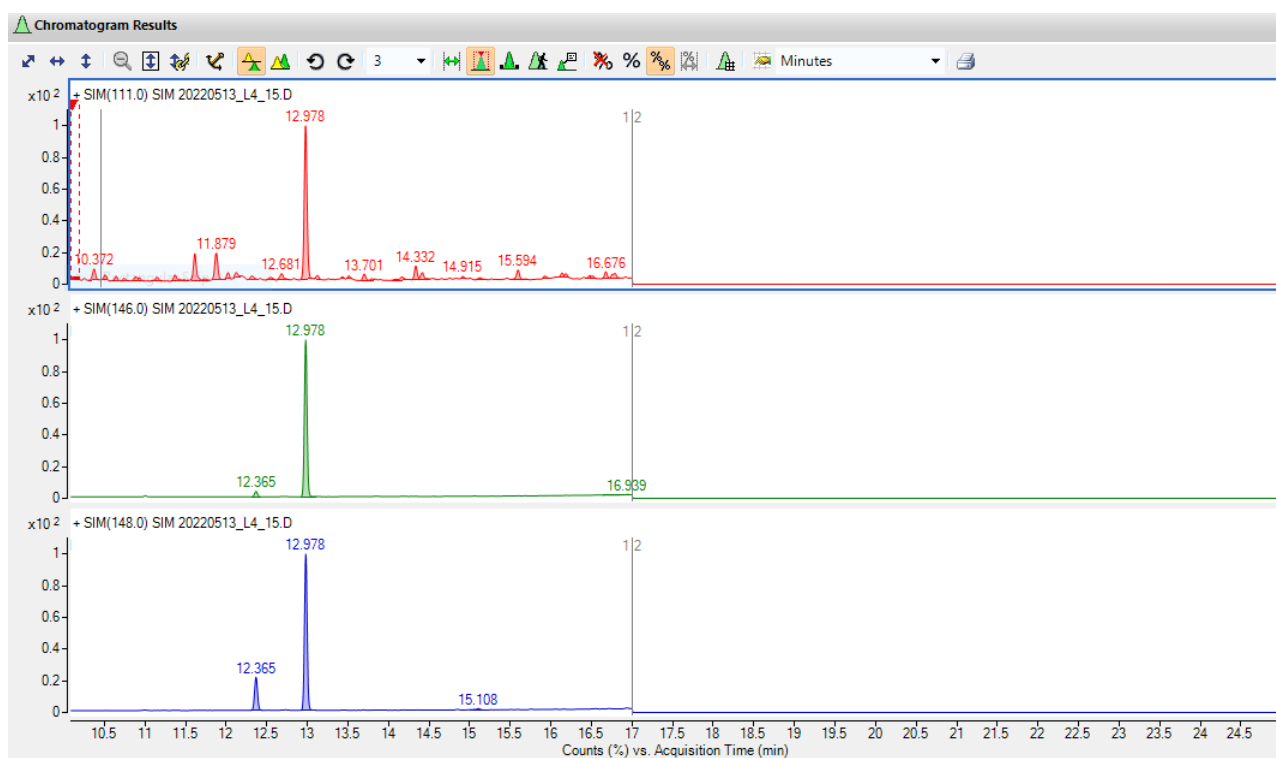 Chromatogram Results
3 % Minutes
x10 2 + SIM(111.0) SIM 20220513_L4_15.D
12.978
1 2
1
0.8
0.6
0.4
11.879
0.2 10.372 12.681 13.701 14.332 14.915 15.594 16.676
0
x10 2 + SIM(146.0) SIM 20220513_L4_15.D
12.978
1 2
1
0.8
0.6
0.4
0.2 12.365 16.939
0
x10 2 + SIM(148.0) SIM 20220513_L4_15.D
12.978
1 2
1
0.8
0.6
0.4
12.365
0.2 15.108
0
10.5 11 11.5 12 12.5 13 13.5 14 14.5 15 15.5 16 16.5 17 17.5 18 18.5 19 19.5 20 20.5 21 21.5 22 22.5 23 23.5 24 24.5
Counts (%) vs. Acquisition Time (min)